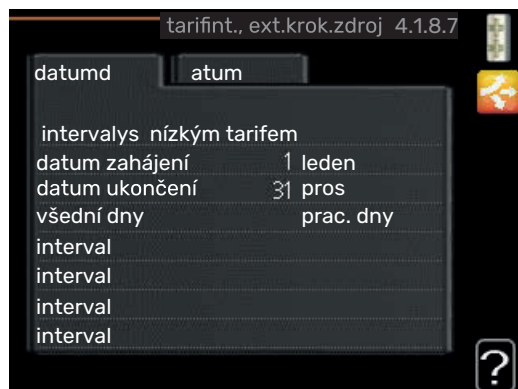 tarifint., ext.krok.zdroj 4.1.8.7
datumd atum
intervalys nízkým tarifem
datum zahájení 1 leden
datum ukončení 31 pros
všední dny prac. dny
interval
interval
interval
interval
?